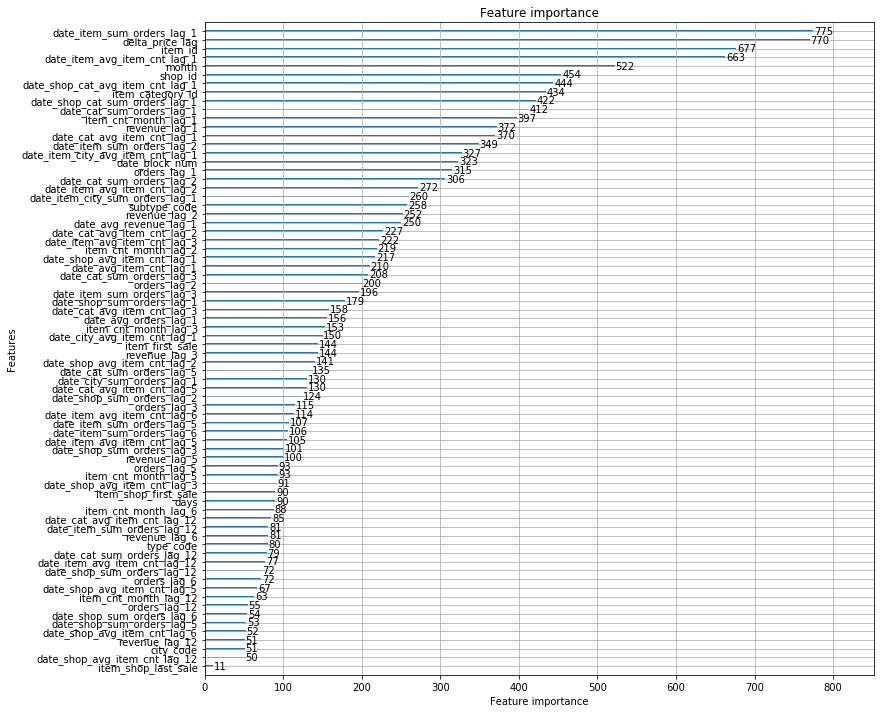 Feature importance
date_item_sum_orders_lag_1 775
delta_price_lag 770
item_id 677
date_item_avg_item_cnt_lag_1 663
month 522
shop_id 454
date_shop_cat_avg_item_cnt_lag_1 444
item_category_id 434
date_shop_cat_sum_orders_lag_1 422
date_cat_sum_orders_lag_1 412
item_cnt_month_lag_1 397
revenue_lag_1 372
date_cat_avg_item_cnt_lag_1 370
date_item_sum_orders_lag_2 349
date_item_city_avg_item_cnt_lag_1 327
date_block_num 323
orders_lag_1 315
date_cat_sum_orders_lag_2 306
date_item_avg_item_cnt_lag_2 272
date_item_city_sum_orders_lag_1 260
subtype_code 258
revenue_lag_2 252
date_avg_revenue_lag_1 250
date_cat_avg_item_cnt_lag_2 227
date_item_avg_item_cnt_lag_3 222
item_cnt_month_lag_2 219
date_shop_avg_item_cnt_lag_1 217
date_avg_item_cnt_lag_1 210
date_cat_sum_orders_lag_3 208
orders_lag_2 200
date_item_sum_orders_lag_3 196
date_shop_sum_orders_lag_1 179
date_cat_avg_item_cnt_lag_3 158
date_avg_orders_lag_1 156
item_cnt_month_lag_3 153
date_city_avg_item_cnt_lag_1 150
item_first_sale 144
revenue_lag_3 144
date_shop_avg_item_cnt_lag_2 141
date_cat_sum_orders_lag_5 135
date_city_sum_orders_lag_1 130
date_cat_avg_item_cnt_lag_5 130
date_shop_sum_orders_lag_2 124
orders_lag_3 115
date_item_avg_item_cnt_lag_6 114
date_item_sum_orders_lag_5 107
date_item_sum_orders_lag_6 106
date_item_avg_item_cnt_lag_5 105
date_shop_sum_orders_lag_3 101
revenue_lag_5 100
orders_lag_5 93
item_cnt_month_lag_5 93
date_shop_avg_item_cnt_lag_3 91
item_shop_first_sale 90
days 90
item_cnt_month_lag_6 88
date_cat_avg_item_cnt_lag_12 85
date_item_sum_orders_lag_12 81
revenue_lag_6 81
type_code 80
date_cat_sum_orders_lag_12 79
date_item_avg_item_cnt_lag_12 77
date_shop_sum_orders_lag_12 72
orders_lag_6 72
date_shop_avg_item_cnt_lag_5 67
item_cnt_month_lag_12 63
orders_lag_12 55
date_shop_sum_orders_lag_6 54
date_shop_sum_orders_lag_5 53
date_shop_avg_item_cnt_lag_6 52
revenue_lag_12 51
city_code 51
date_shop_avg_item_cnt_lag_12 50
item_shop_last_sale 11
Features
0 100 200 300 400 500 600 700 800
Feature importance